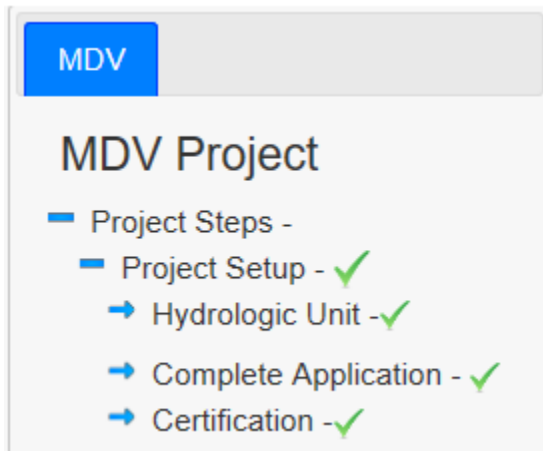 MDV
MDV Project
Project Steps -
Project Setup -
Hydrologic Unit -
Complete Application -
Certification -